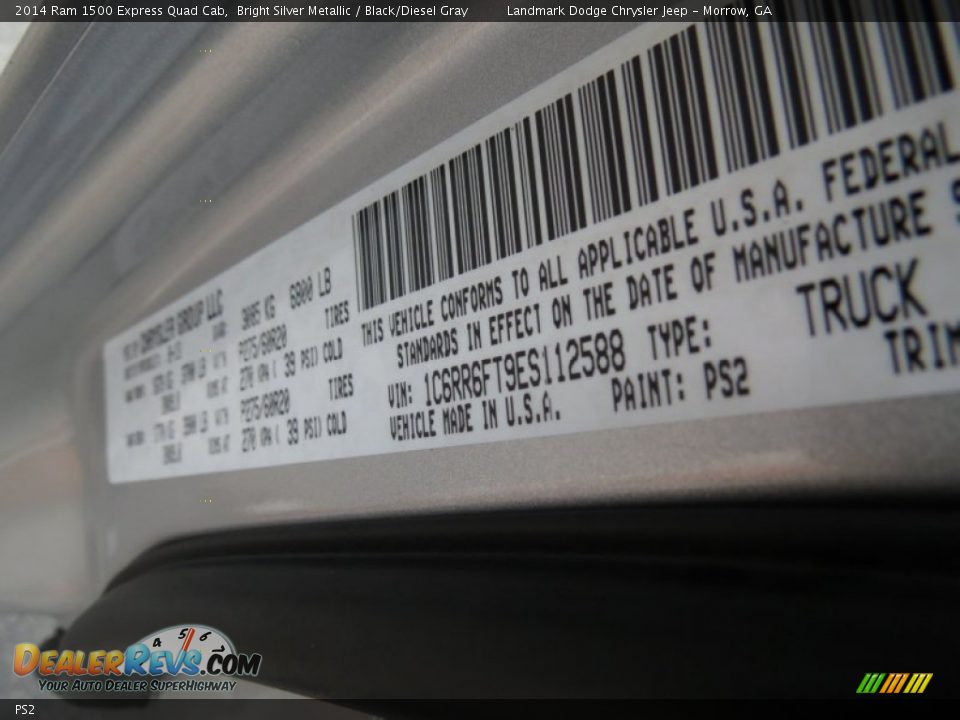 2014 Ram 1500 Express Quad Cab, Bright Silver Metallic / Black/Diesel Gray Landmark Dodge Chrysler Jeep - Morrow, GA
CHRYSLER GROUP LLC
3085 KG 6800 LB
P275/60R20 TIRES
270 KPA ( 39 PSI) COLD
P275/60R20 TIRES
270 KPA ( 39 PSI) COLD
THIS VEHICLE CONFORMS TO ALL APPLICABLE U.S.A. FEDERAL
STANDARDS IN EFFECT ON THE DATE OF MANUFACTURE
VIN: 1C6RR6FT9ES112588 TYPE: TRUCK
VEHICLE MADE IN U.S.A. PAINT: PS2 TRIM
DEALERREVS.COM
YOUR AUTO DEALER SUPERHIGHWAY
4 5 6
PS2